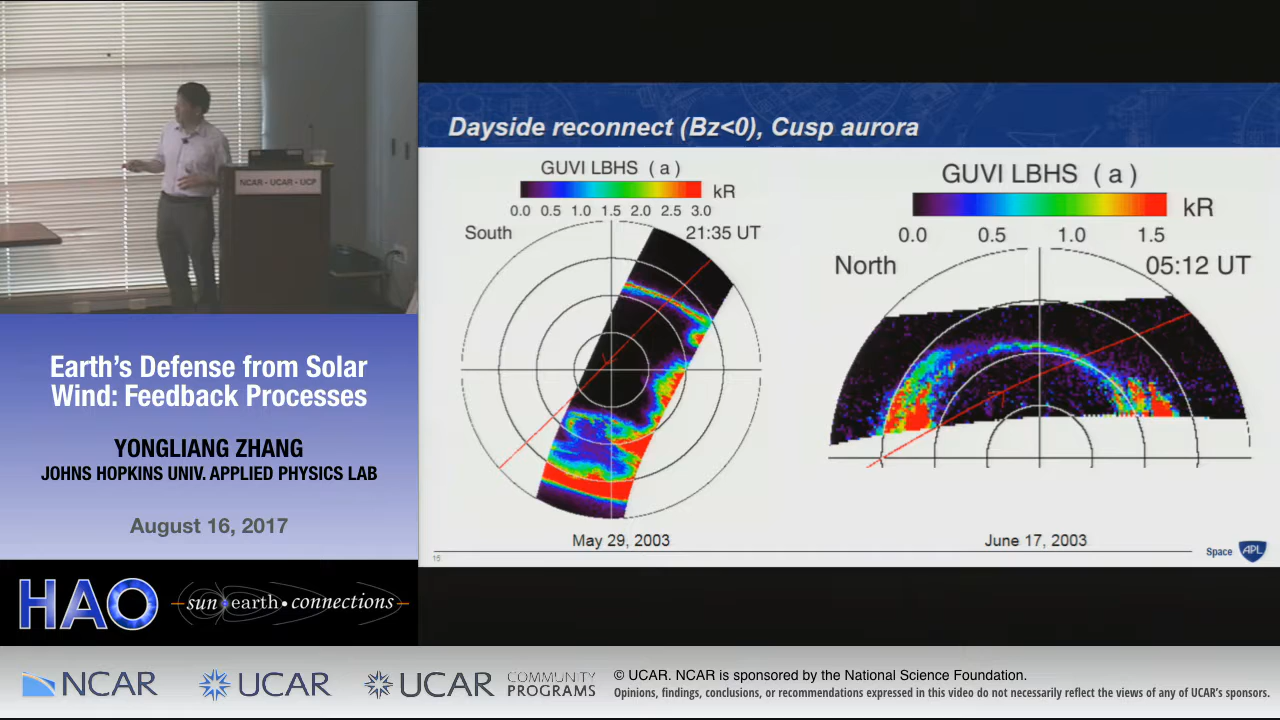 NCAR - UCAR - UCP
Earth's Defense from Solar
Wind: Feedback Processes
YONGLIANG ZHANG
JOHNS HOPKINS UNIV. APPLIED PHYSICS LAB
August 16, 2017
HAO
sun•earth•connections
Dayside reconnect (Bz<0), Cusp aurora
GUVI LBHS ( a )
kR
0.0 0.5 1.0 1.5 2.0 2.5 3.0
South
21:35 UT
May 29, 2003
GUVI LBHS ( a )
kR
0.0 0.5 1.0 1.5
North
05:12 UT
June 17, 2003
15
Space APL
NCAR
UCAR
UCAR
COMMUNITY
PROGRAMS
© UCAR. NCAR is sponsored by the National Science Foundation.
Opinions, findings, conclusions, or recommendations expressed in this video do not necessarily reflect the views of any of UCAR's sponsors.